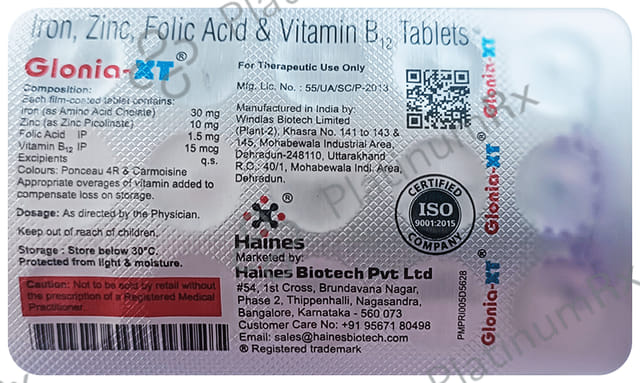 Iron, Zinc, Folic Acid & Vitamin B12 Tablets
Glonia-XT®
Composition:
Each film-coated tablet contains:
Iron (as Amino Acid Chelate) 30 mg
Zinc (as Zinc Picolinate) 10 mg
Folic Acid IP 1.5 mg
Vitamin B12 IP 15 mcg
Excipients q.s.
Colours: Ponceau 4R & Carmoisine
Appropriate overages of vitamin added to
compensate loss on storage.
Dosage: As directed by the Physician.
Keep out of reach of children.
Storage : Store below 30°C.
Protected from light & moisture.
Caution: Not to be sold by retail without
the prescription of a Registered Medical
Practitioner.
For Therapeutic Use Only
Mfg. Lic. No. : 55/UA/SC/P-2013
Manufactured in India by:
Windlas Biotech Limited
(Plant-2), Khasra No. 141 to 143 &
145, Mohabewala Industrial Area,
Dehradun-248110, Uttarakhand
R.O.: 40/1, Mohabewala Indl. Area,
Dehradun.
Haines
Marketed by:
Haines Biotech Pvt Ltd
#54, 1st Cross, Brundavana Nagar,
Phase 2, Thippenhalli, Nagasandra,
Bangalore, Karnataka - 560 073
Customer Care No: +91 95671 80498
Email: sales@hainesbiotech.com
® Registered trademark
CERTIFIED
ISO
9001:2015
COMPANY
PMPRI005D5628
Glonia-XT®
Glonia-XT®
Glonia-XT®
PlatinumRx
PlatinumRx